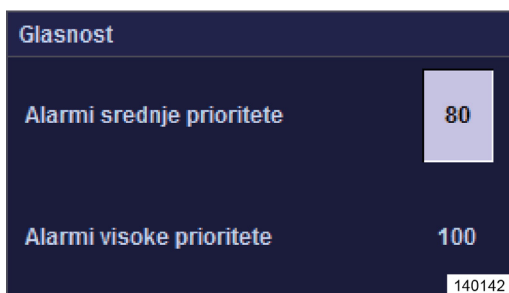 Glasnost
Alarmi srednje prioritete 80
Alarmi visoke prioritete 100
140142